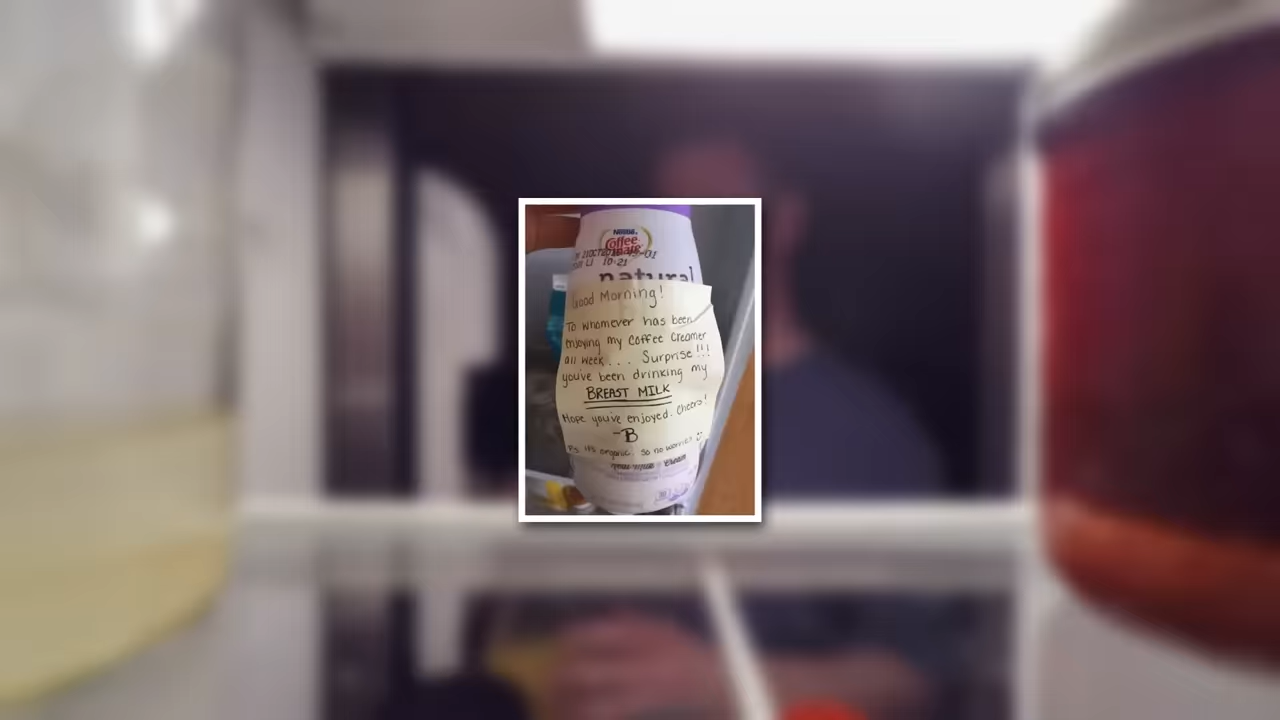 Nestlé
Coffee
mate
10:21
natural
Good Morning!
To whomever has been
enjoying my coffee creamer
all week . . . Surprise!!!
you've been drinking my
BREAST MILK
Hope you've enjoyed. Cheers!
-B
P.S. it's organic. So no worries
Cream